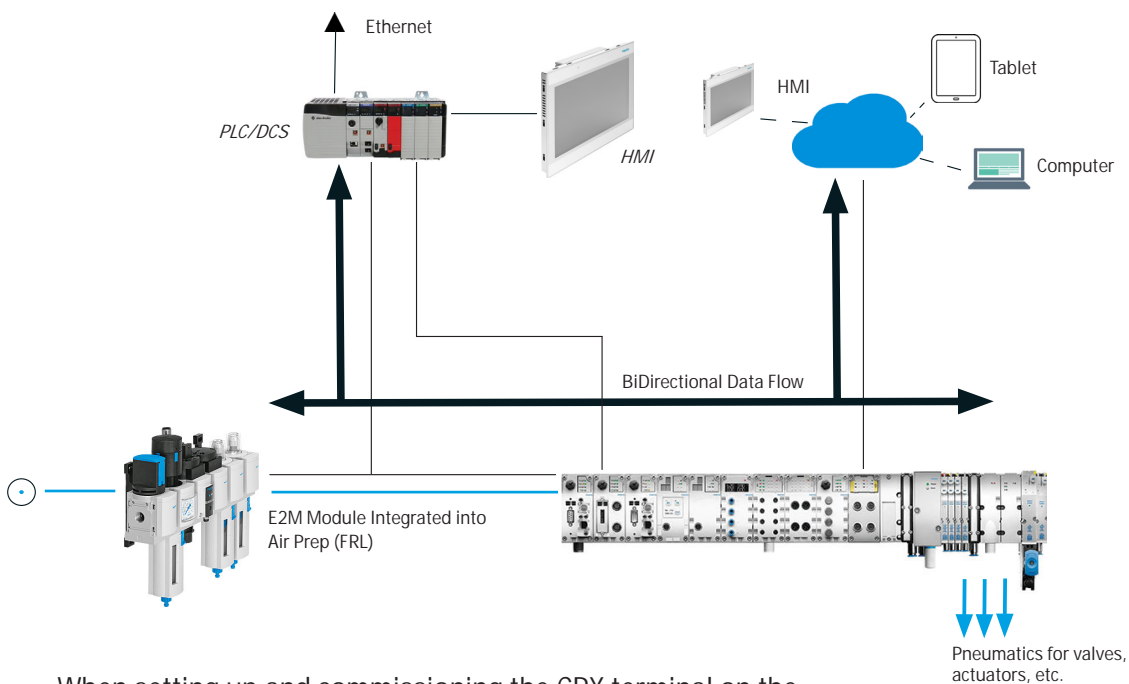 Ethernet
PLC/DCS
HMI
HMI
Tablet
Computer
BiDirectional Data Flow
E2M Module Integrated into
Air Prep (FRL)
Pneumatics for valves,
actuators, etc.